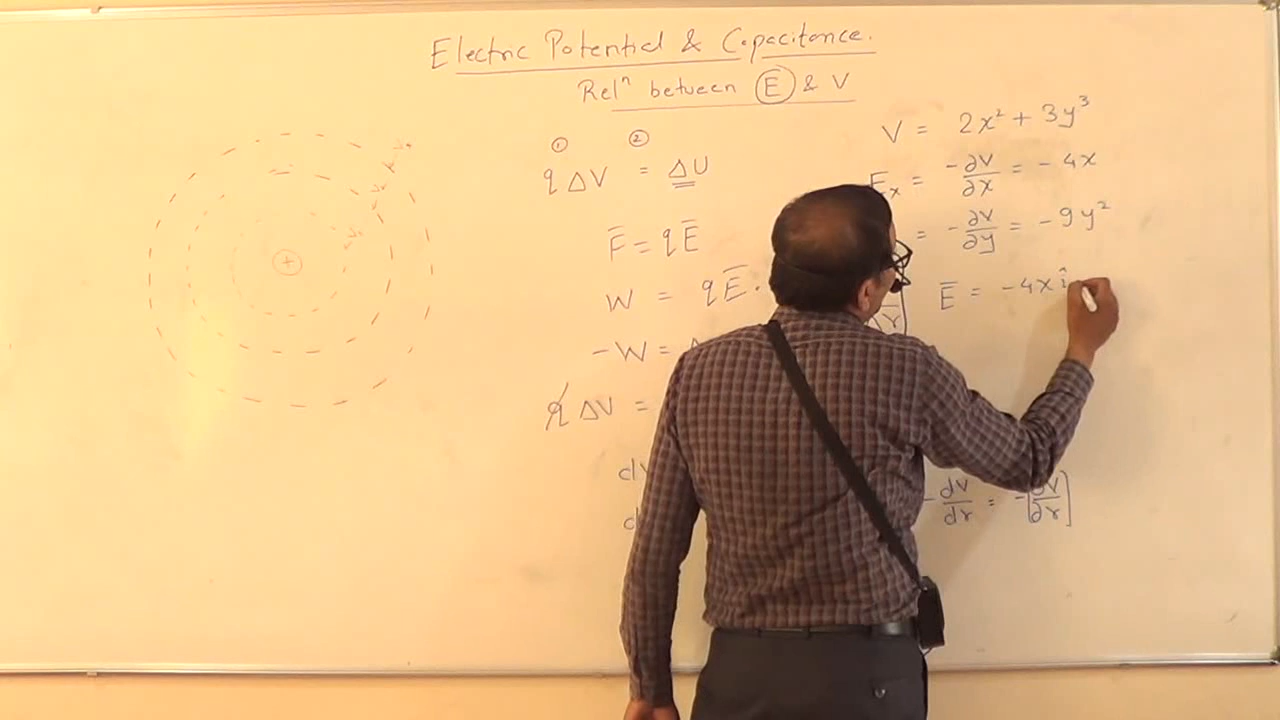 Electric Potential & Capacitance.
Relⁿ between E & V
① ②
q ΔV = ΔU
F̄ = qĒ
W = qĒ.
-W =
q ΔV =
V = 2x² + 3y³
Eₓ = -∂V/∂x = - 4x
= -∂V/∂y = - 9y²
Ē = - 4x î
- dV/dr = -[∂V/∂r]
+